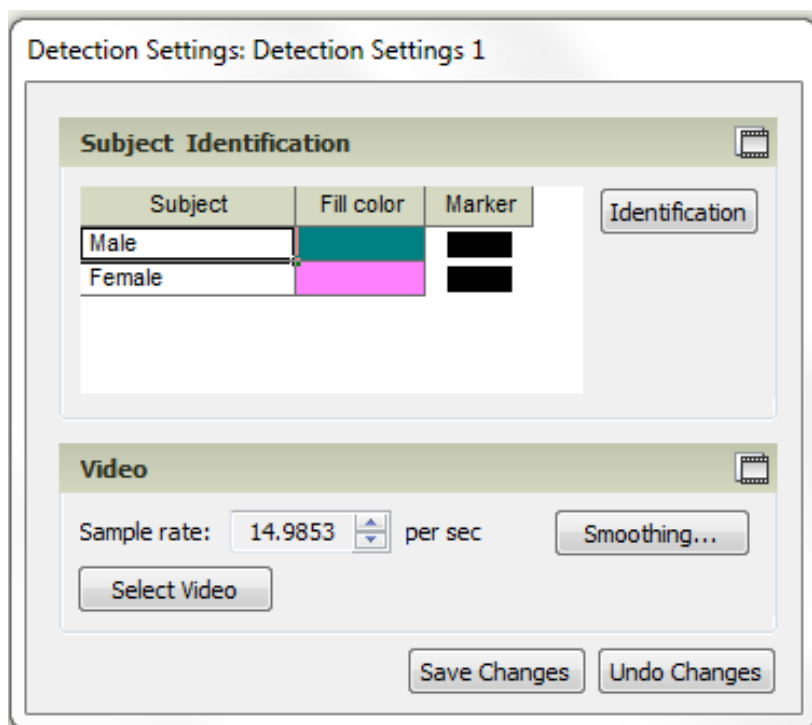 Detection Settings: Detection Settings 1
Subject Identification
Subject Fill color Marker
Identification
Male
Female
Video
Sample rate: 14.9853 per sec
Smoothing...
Select Video
Save Changes Undo Changes